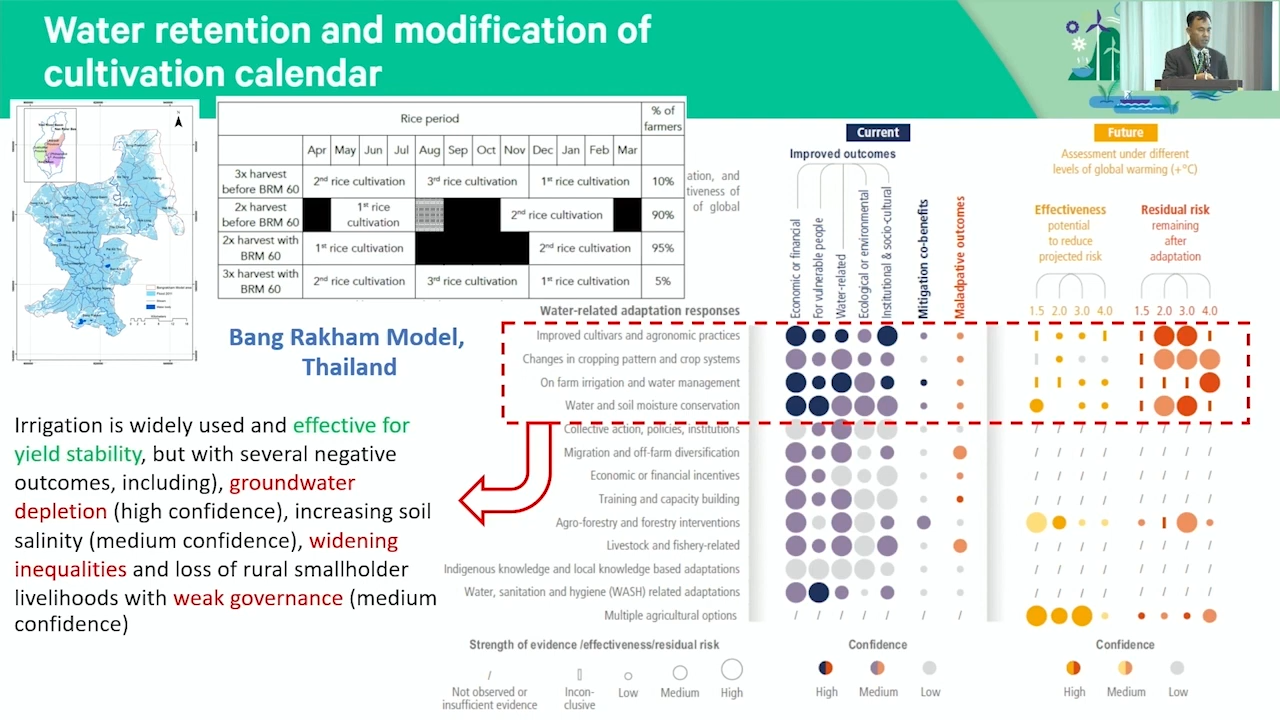 Water retention and modification of
cultivation calendar
Rice period
% of
farmers
Apr May Jun Jul Aug Sep Oct Nov Dec Jan Feb Mar
3x harvest
before BRM 60
2nd rice cultivation
3rd rice cultivation
1st rice cultivation
10%
2x harvest
before BRM 60
1st rice
cultivation
2nd rice cultivation
90%
2x harvest with
BRM 60
1st rice cultivation
2nd rice cultivation
95%
3x harvest with
BRM 60
2nd rice cultivation
3rd rice cultivation
1st rice cultivation
5%
Bang Rakham Model,
Thailand
Irrigation is widely used and effective for
yield stability, but with several negative
outcomes, including), groundwater
depletion (high confidence), increasing soil
salinity (medium confidence), widening
inequalities and loss of rural smallholder
livelihoods with weak governance (medium
confidence)
ation, and
tiveness of
of global
Current
Improved outcomes
Economic or financial
For vulnerable people
Water-related
Ecological or environmental
Institutional & socio-cultural
Mitigation co-benefits
Maladpative outcomes
Future
Assessment under different
levels of global warming (+°C)
Effectiveness
potential
to reduce
projected risk
Residual risk
remaining
after
adaptation
1.5 2.0 3.0 4.0
1.5 2.0 3.0 4.0
Water-related adaptation responses
Improved cultivars and agronomic practices
Changes in cropping pattern and crop systems
On farm irrigation and water management
Water and soil moisture conservation
Collective action, policies, institutions
Migration and off-farm diversification
Economic or financial incentives
Training and capacity building
Agro-forestry and forestry interventions
Livestock and fishery-related
Indigenous knowledge and local knowledge based adaptations
Water, sanitation and hygiene (WASH) related adaptations
Multiple agricultural options
Strength of evidence /effectiveness/residual risk
Not observed or
insufficient evidence
Incon-
clusive
Low
Medium
High
Confidence
High Medium Low
Confidence
High Medium Low